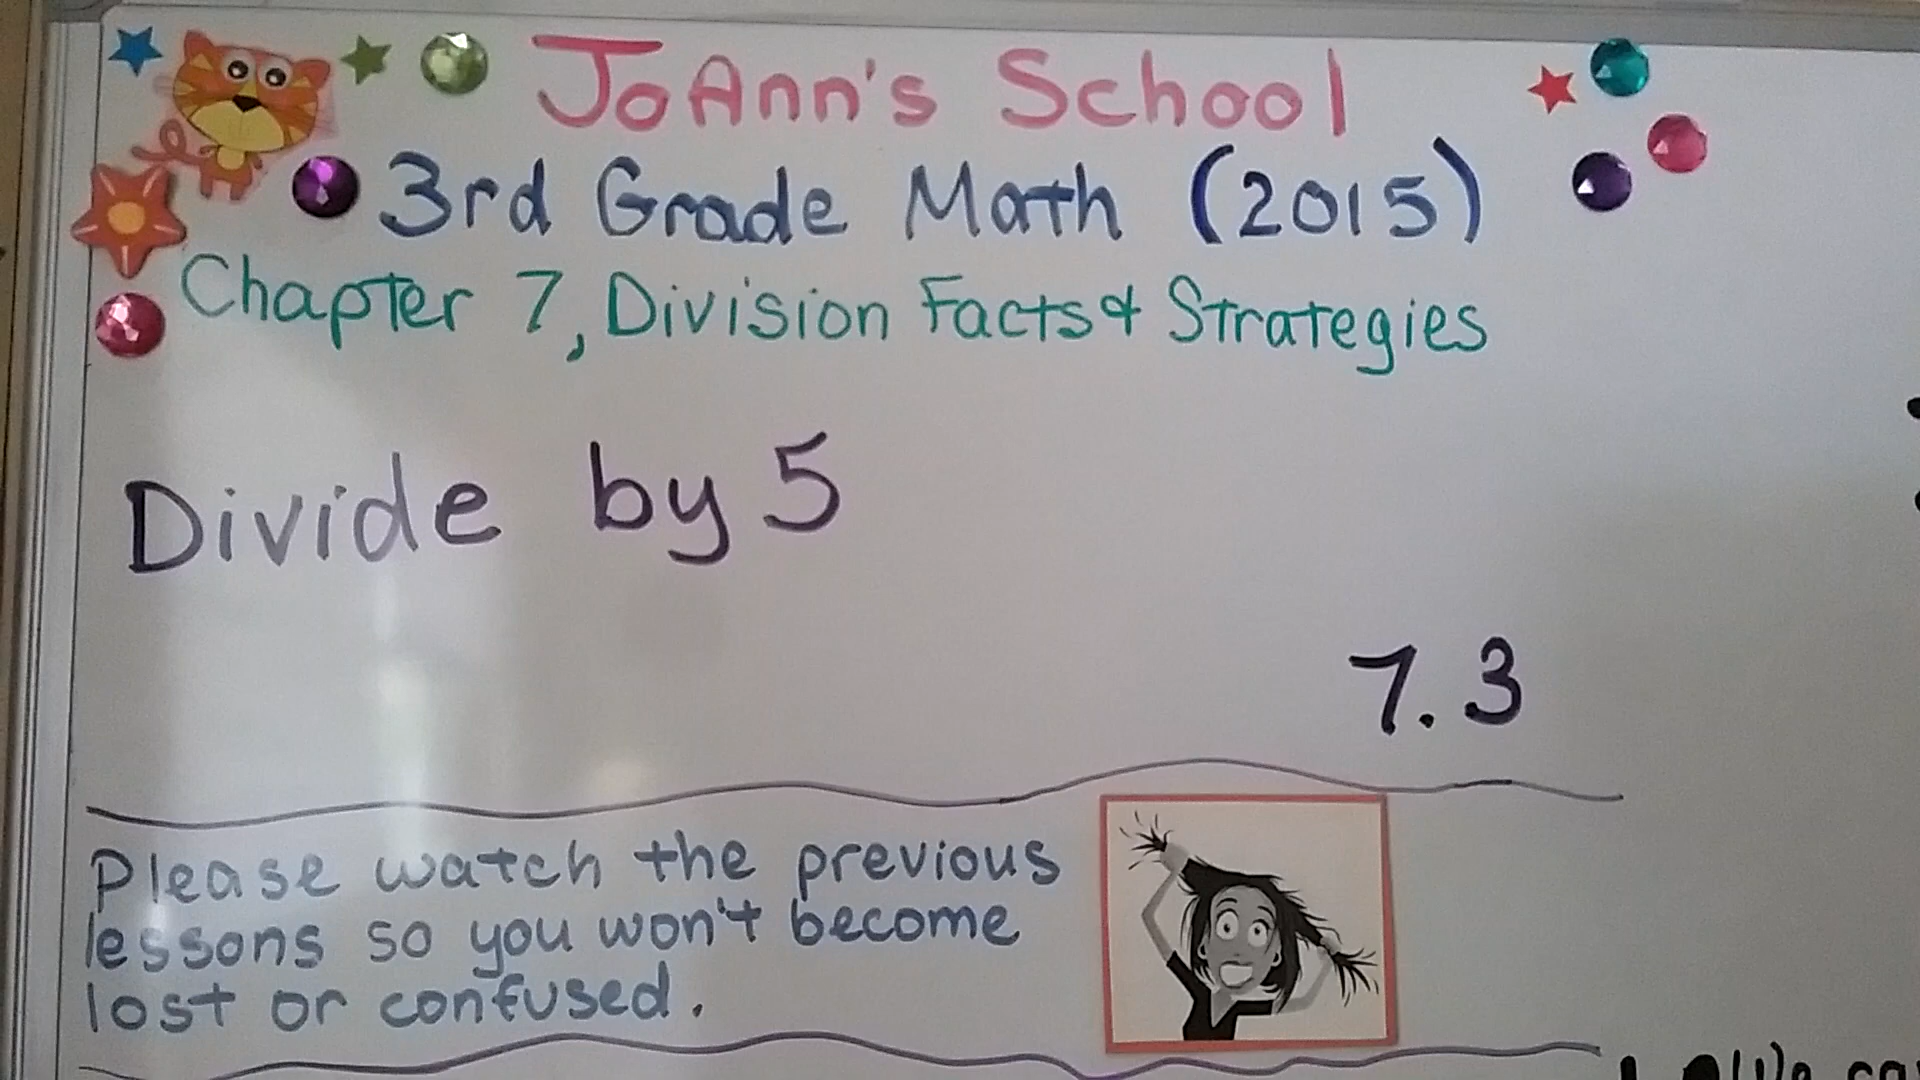 JoAnn's School
3rd Grade Math (2015)
Chapter 7, Division Facts & Strategies
Divide by 5
7.3
Please watch the previous
lessons so you won't become
lost or confused.